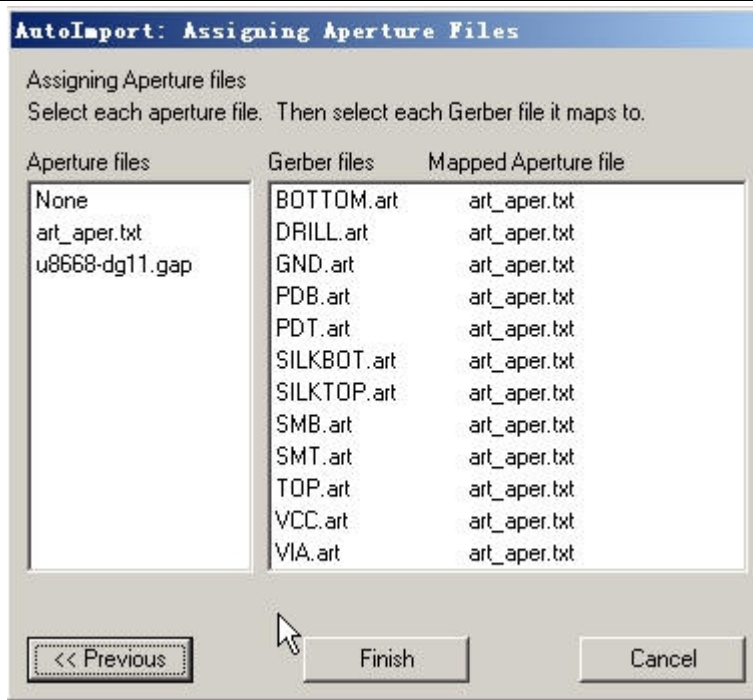 AutoImport: Assigning Aperture Files
Assigning Aperture files
Select each aperture file. Then select each Gerber file it maps to.
Aperture files
None
art_aper.txt
u8668-dg11.gap
Gerber files Mapped Aperture file
BOTTOM.art art_aper.txt
DRILL.art art_aper.txt
GND.art art_aper.txt
PDB.art art_aper.txt
PDT.art art_aper.txt
SILKBOT.art art_aper.txt
SILKTOP.art art_aper.txt
SMB.art art_aper.txt
SMT.art art_aper.txt
TOP.art art_aper.txt
VCC.art art_aper.txt
VIA.art art_aper.txt
<< Previous Finish Cancel